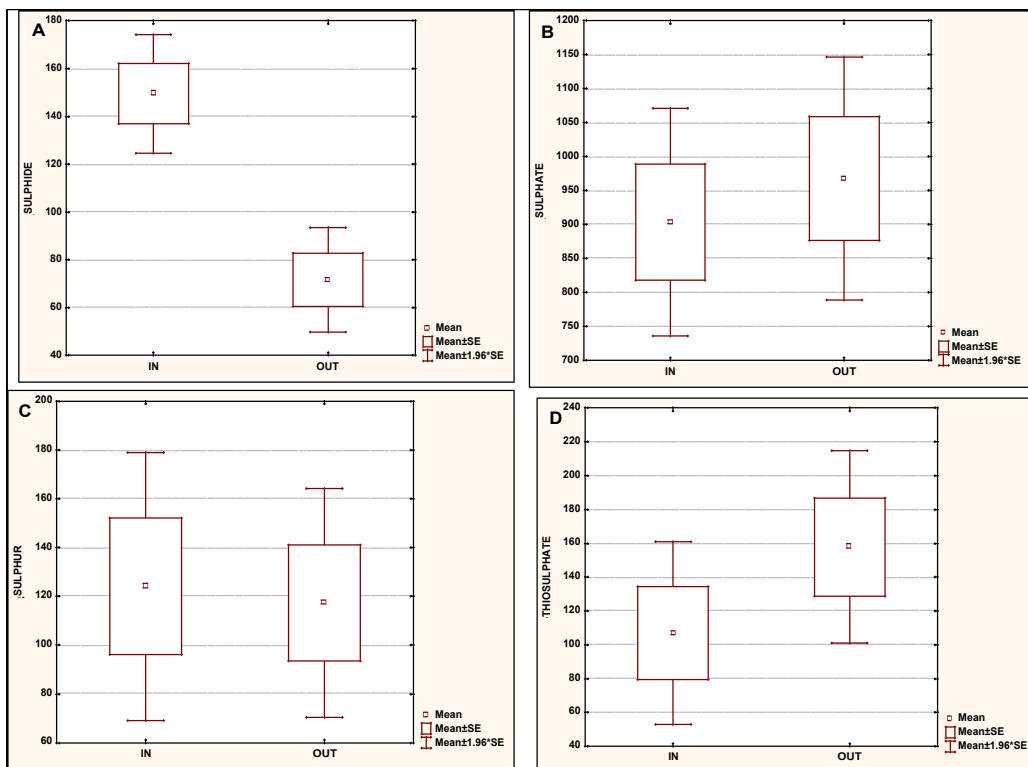 A
180
160
140
120
100
80
60
40
SULPHIDE
IN
OUT
Mean
Mean±SE
Mean±1.96*SE
B
1200
1150
1100
1050
1000
950
900
850
800
750
700
SULPHATE
IN
OUT
Mean
Mean±SE
Mean±1.96*SE
C
200
180
160
140
120
100
80
60
SULPHUR
IN
OUT
Mean
Mean±SE
Mean±1.96*SE
D
240
220
200
180
160
140
120
100
80
60
40
THIOSULPHATE
IN
OUT
Mean
Mean±SE
Mean±1.96*SE